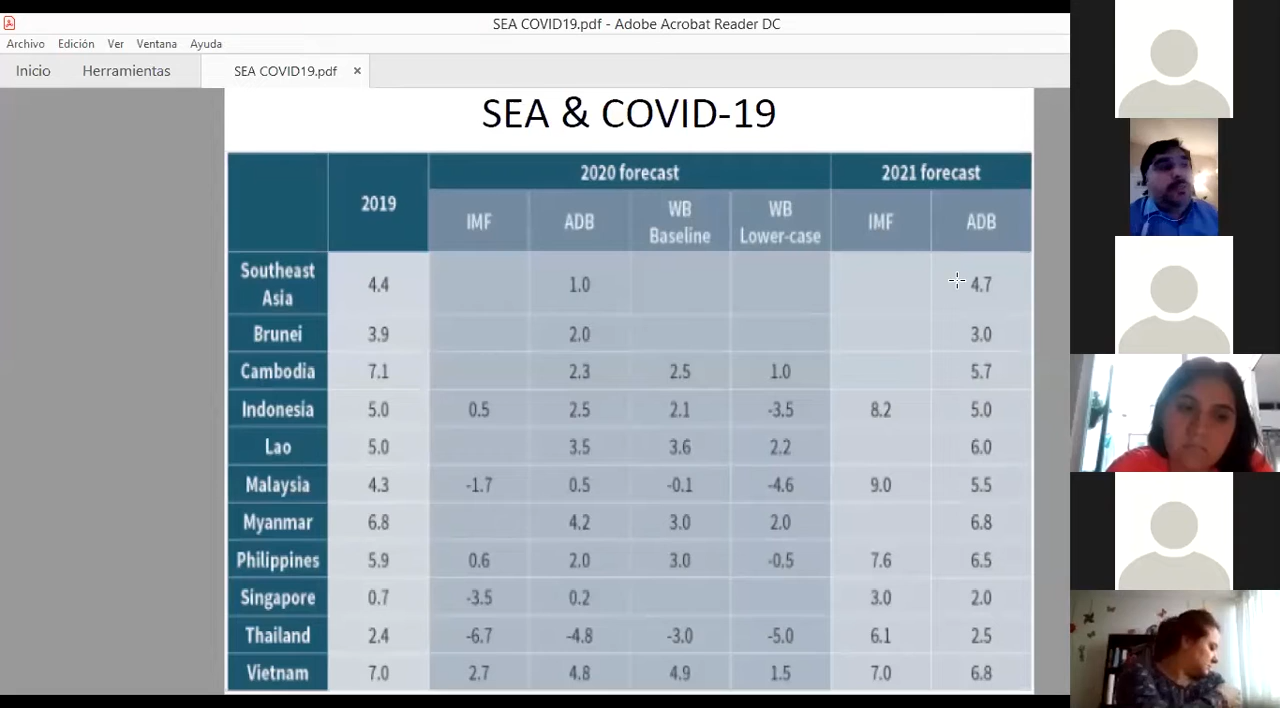 SEA COVID19.pdf - Adobe Acrobat Reader DC
Archivo Edición Ver Ventana Ayuda
Inicio Herramientas SEA COVID19.pdf ×
SEA & COVID-19
2019 2020 forecast 2021 forecast
IMF ADB WB Baseline WB Lower-case IMF ADB
Southeast Asia 4.4 1.0 4.7
Brunei 3.9 2.0 3.0
Cambodia 7.1 2.3 2.5 1.0 5.7
Indonesia 5.0 0.5 2.5 2.1 -3.5 8.2 5.0
Lao 5.0 3.5 3.6 2.2 6.0
Malaysia 4.3 -1.7 0.5 -0.1 -4.6 9.0 5.5
Myanmar 6.8 4.2 3.0 2.0 6.8
Philippines 5.9 0.6 2.0 3.0 -0.5 7.6 6.5
Singapore 0.7 -3.5 0.2 3.0 2.0
Thailand 2.4 -6.7 -4.8 -3.0 -5.0 6.1 2.5
Vietnam 7.0 2.7 4.8 4.9 1.5 7.0 6.8